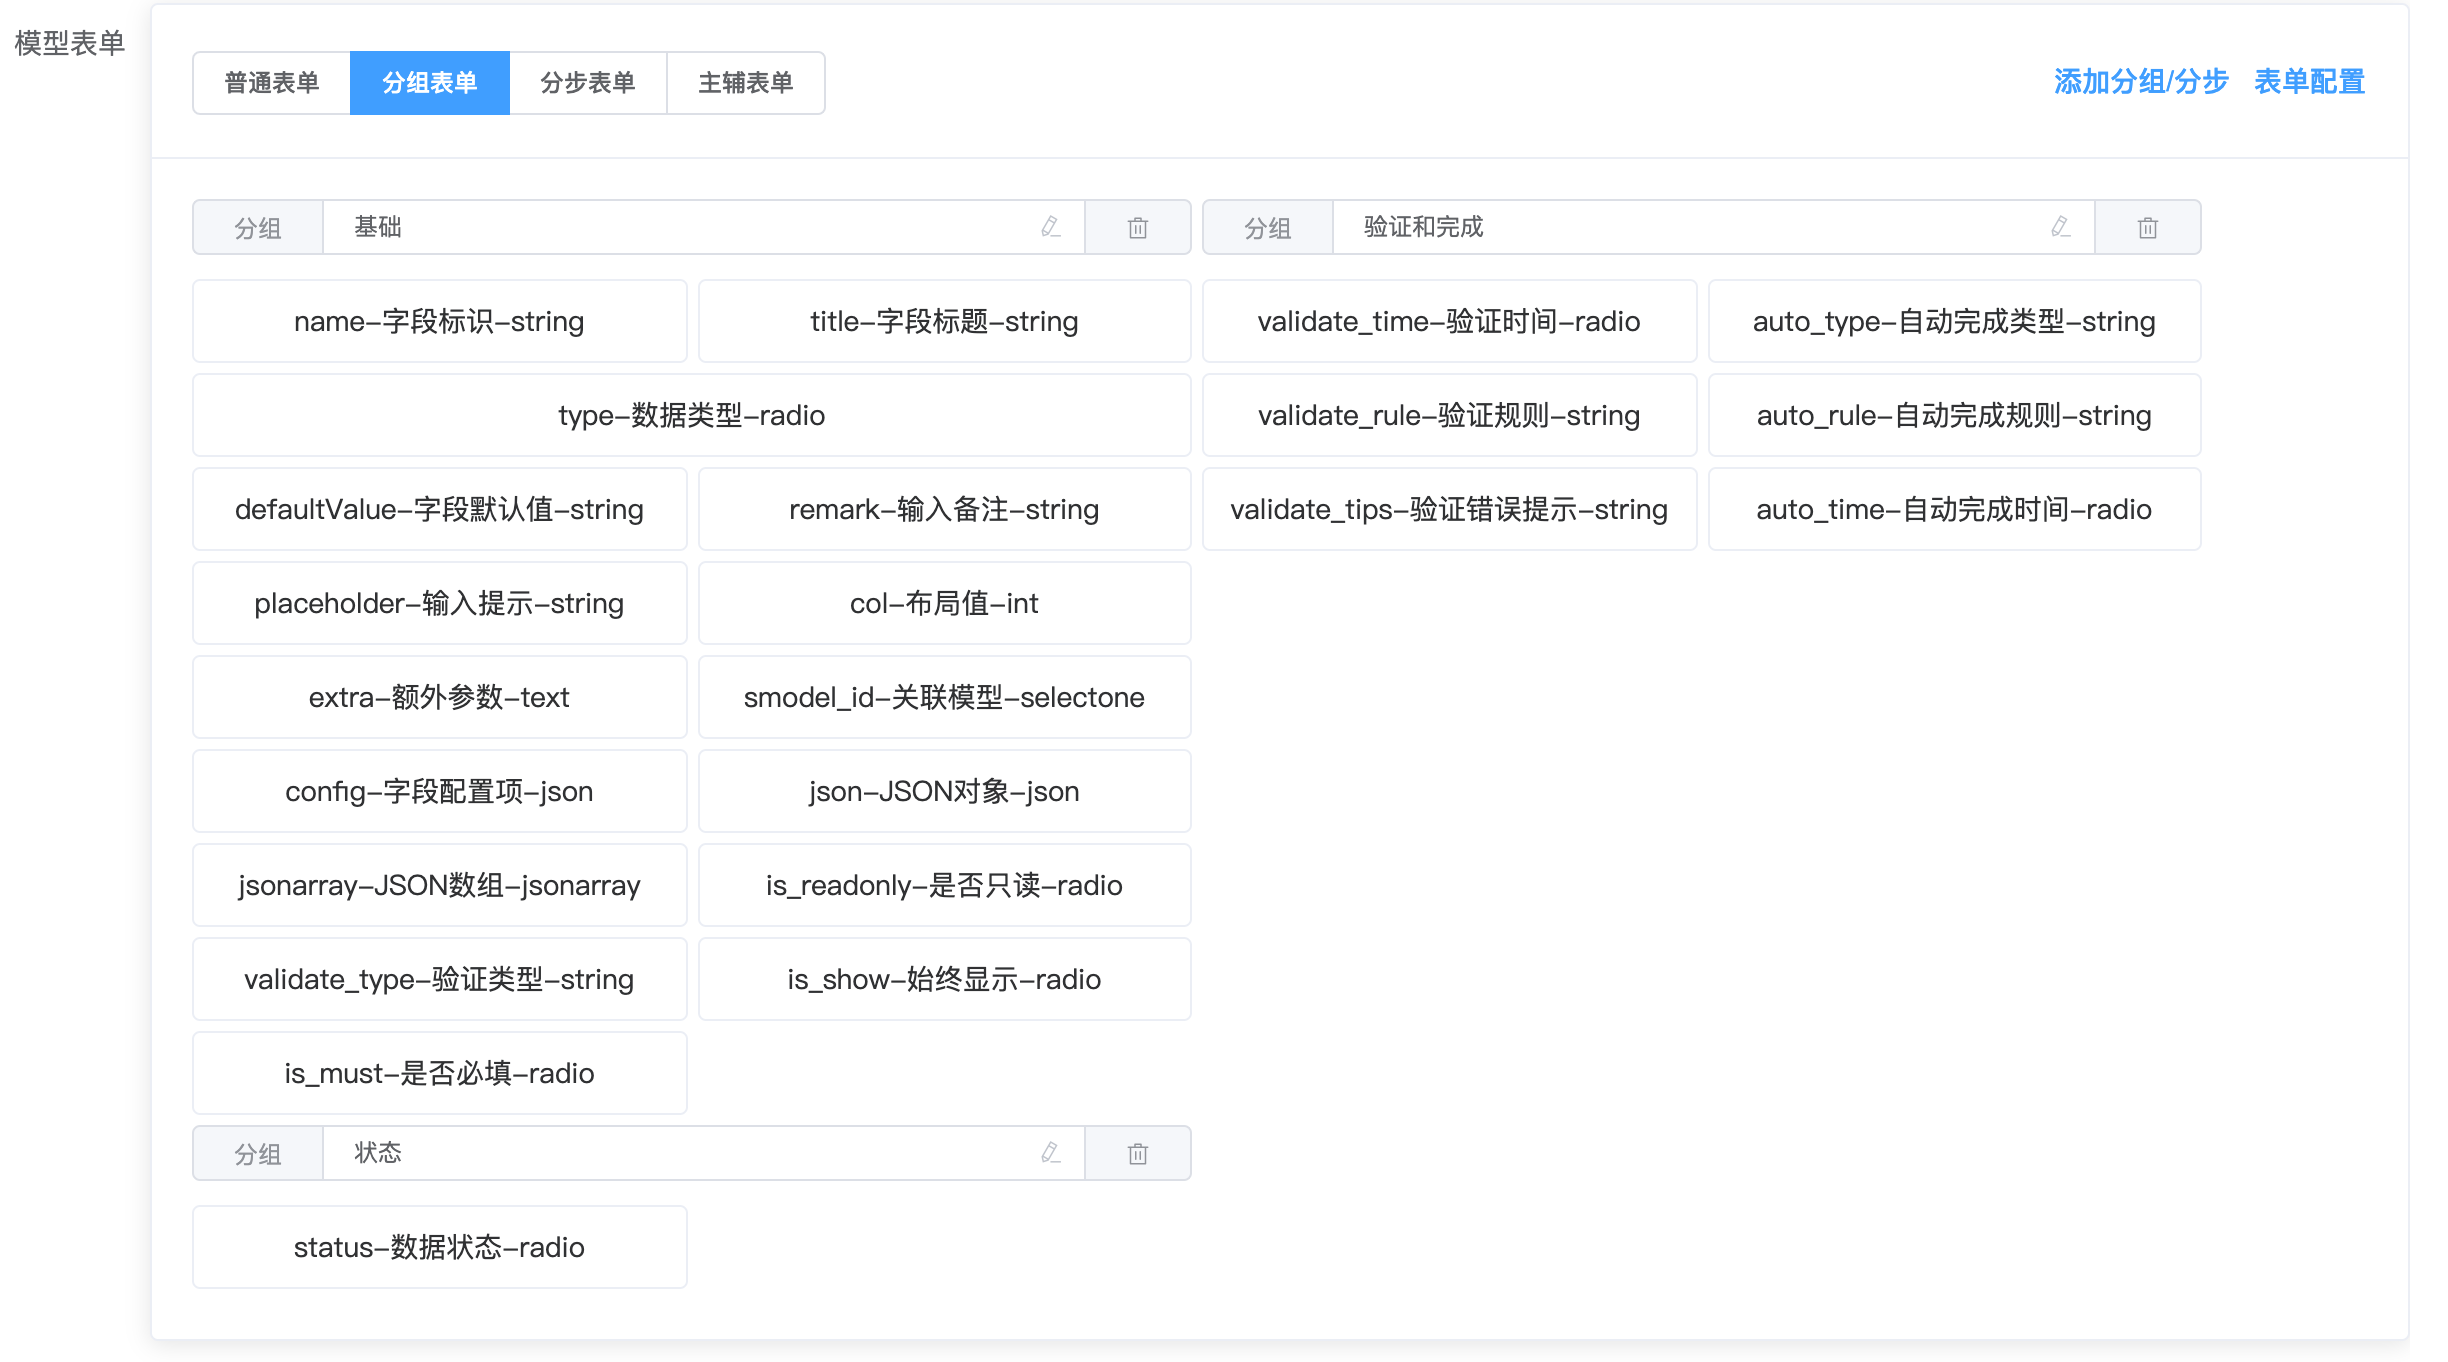 模型表单
普通表单 分组表单 分步表单 主辅表单 添加分组/分步 表单配置
分组 基础
name-字段标识-string title-字段标题-string
type-数据类型-radio
defaultValue-字段默认值-string remark-输入备注-string
placeholder-输入提示-string col-布局值-int
extra-额外参数-text smodel_id-关联模型-selectone
config-字段配置项-json json-JSON对象-json
jsonarray-JSON数组-jsonarray is_readonly-是否只读-radio
validate_type-验证类型-string is_show-始终显示-radio
is_must-是否必填-radio
分组 验证和完成
validate_time-验证时间-radio auto_type-自动完成类型-string
validate_rule-验证规则-string auto_rule-自动完成规则-string
validate_tips-验证错误提示-string auto_time-自动完成时间-radio
分组 状态
status-数据状态-radio